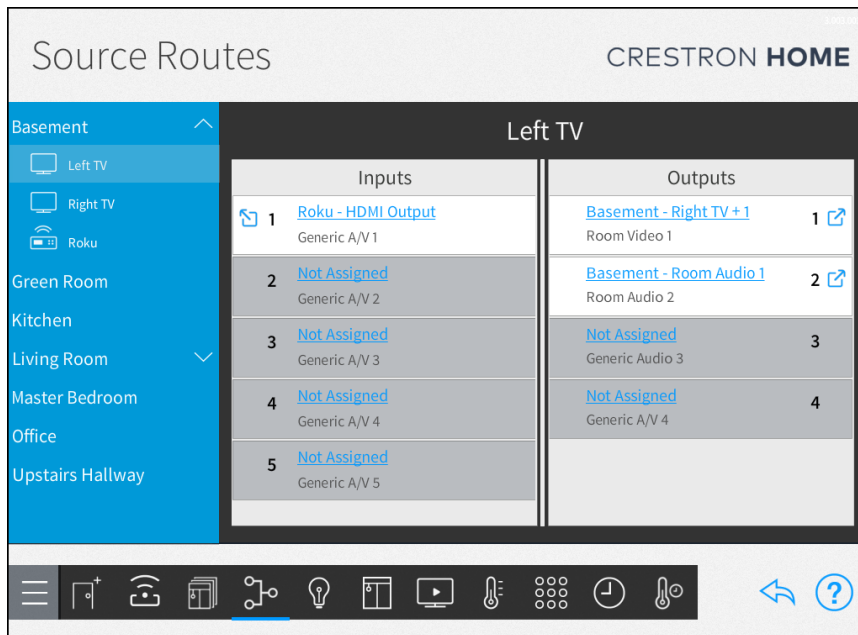 Source Routes
CRESTRON HOME
Basement
Left TV
Right TV
Roku
Green Room
Kitchen
Living Room
Master Bedroom
Office
Upstairs Hallway
Left TV
Inputs
1 Roku - HDMI Output
Generic A/V 1
2 Not Assigned
Generic A/V 2
3 Not Assigned
Generic A/V 3
4 Not Assigned
Generic A/V 4
5 Not Assigned
Generic A/V 5
Outputs
Basement - Right TV + 1 1
Room Video 1
Basement - Room Audio 1 2
Room Audio 2
Not Assigned 3
Generic Audio 3
Not Assigned 4
Generic A/V 4
?